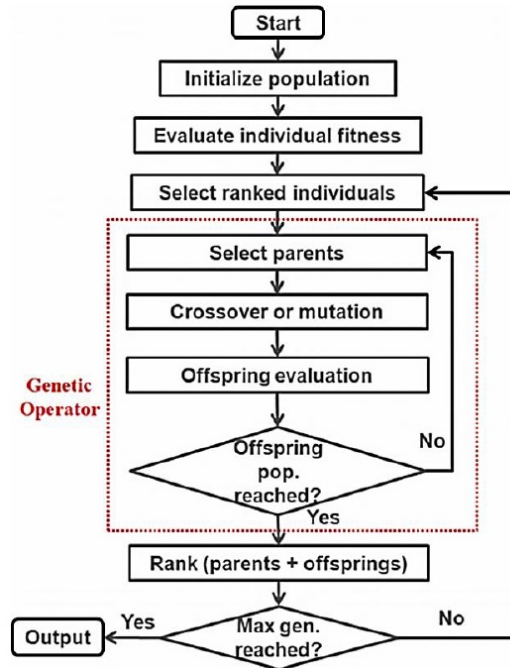 Start
Initialize population
Evaluate individual fitness
Select ranked individuals
Select parents
Crossover or mutation
Genetic
Operator
Offspring evaluation
Offspring
pop.
reached?
No
Yes
Rank (parents + offsprings)
Output
Yes
Max gen.
reached?
No